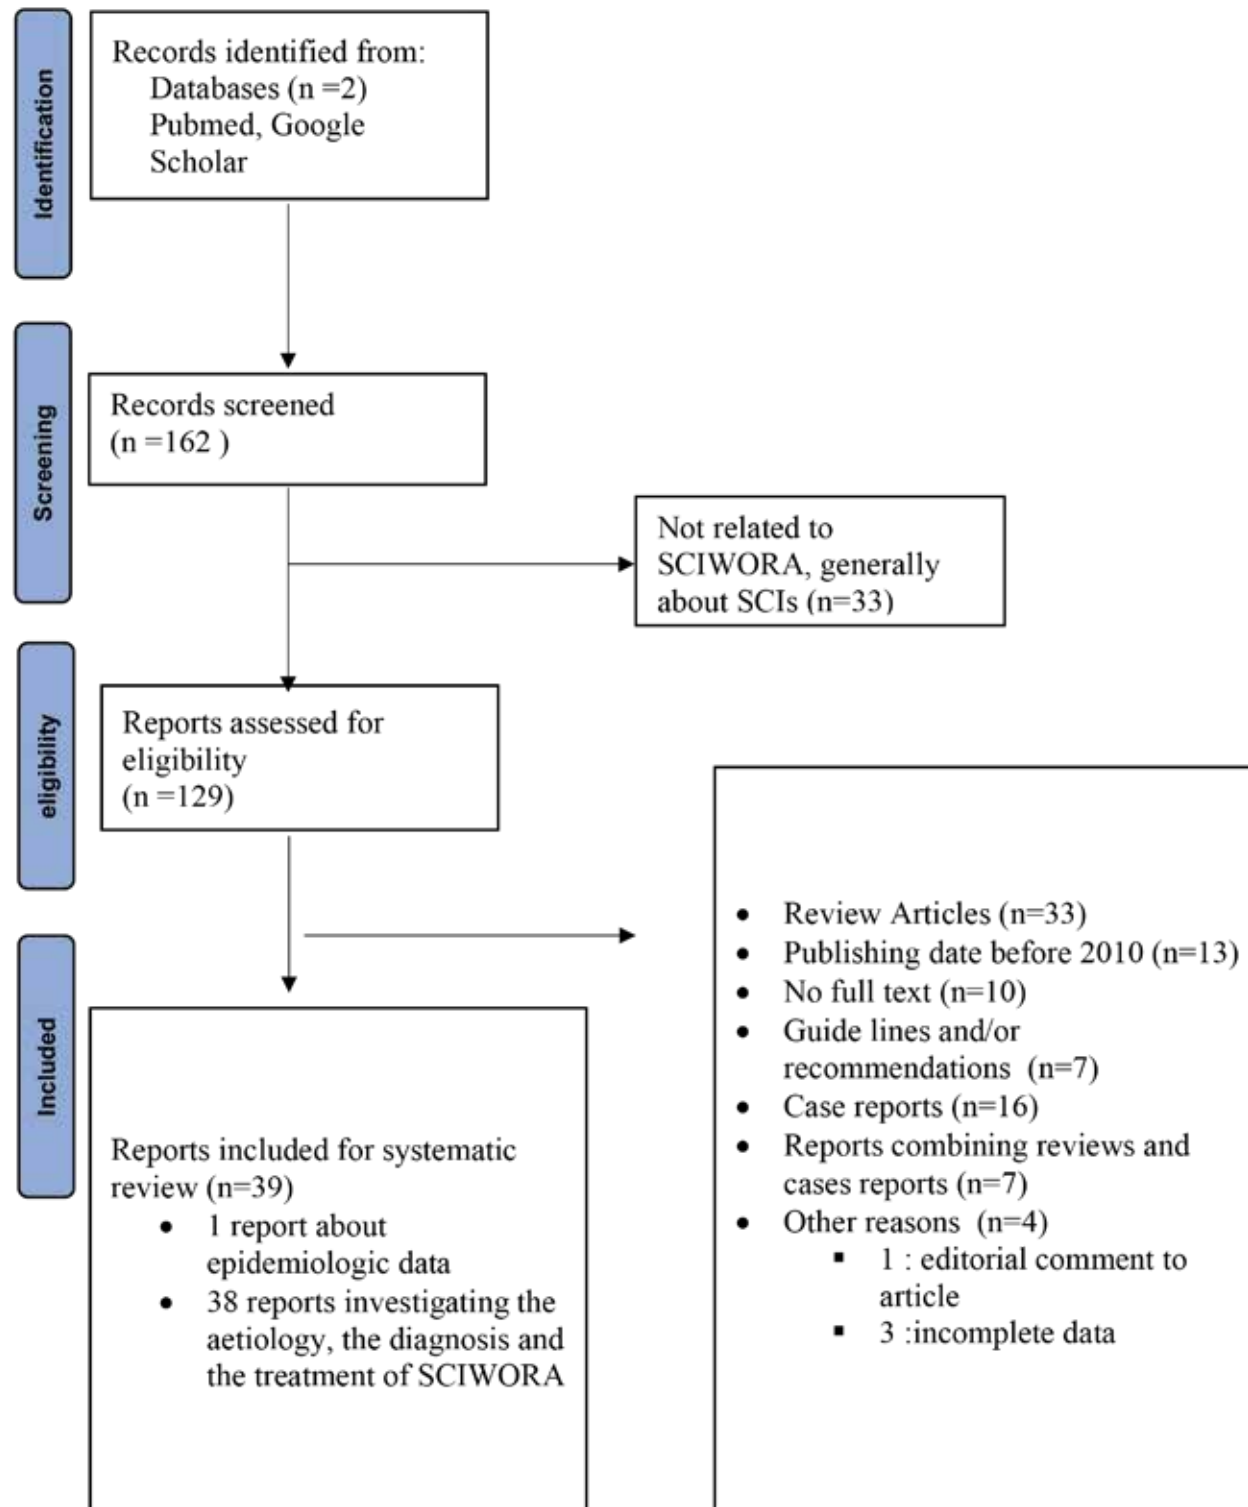 Identification
Records identified from:
Databases (n =2)
Pubmed, Google
Scholar
Screening
Records screened
(n =162 )
Not related to
SCIWORA, generally
about SCIs (n=33)
eligibility
Reports assessed for
eligibility
(n =129)
• Review Articles (n=33)
• Publishing date before 2010 (n=13)
• No full text (n=10)
• Guide lines and/or
recommendations (n=7)
• Case reports (n=16)
• Reports combining reviews and
cases reports (n=7)
• Other reasons (n=4)
▪ 1 : editorial comment to
article
▪ 3 :incomplete data
Included
Reports included for systematic
review (n=39)
• 1 report about
epidemiologic data
• 38 reports investigating the
aetiology, the diagnosis and
the treatment of SCIWORA